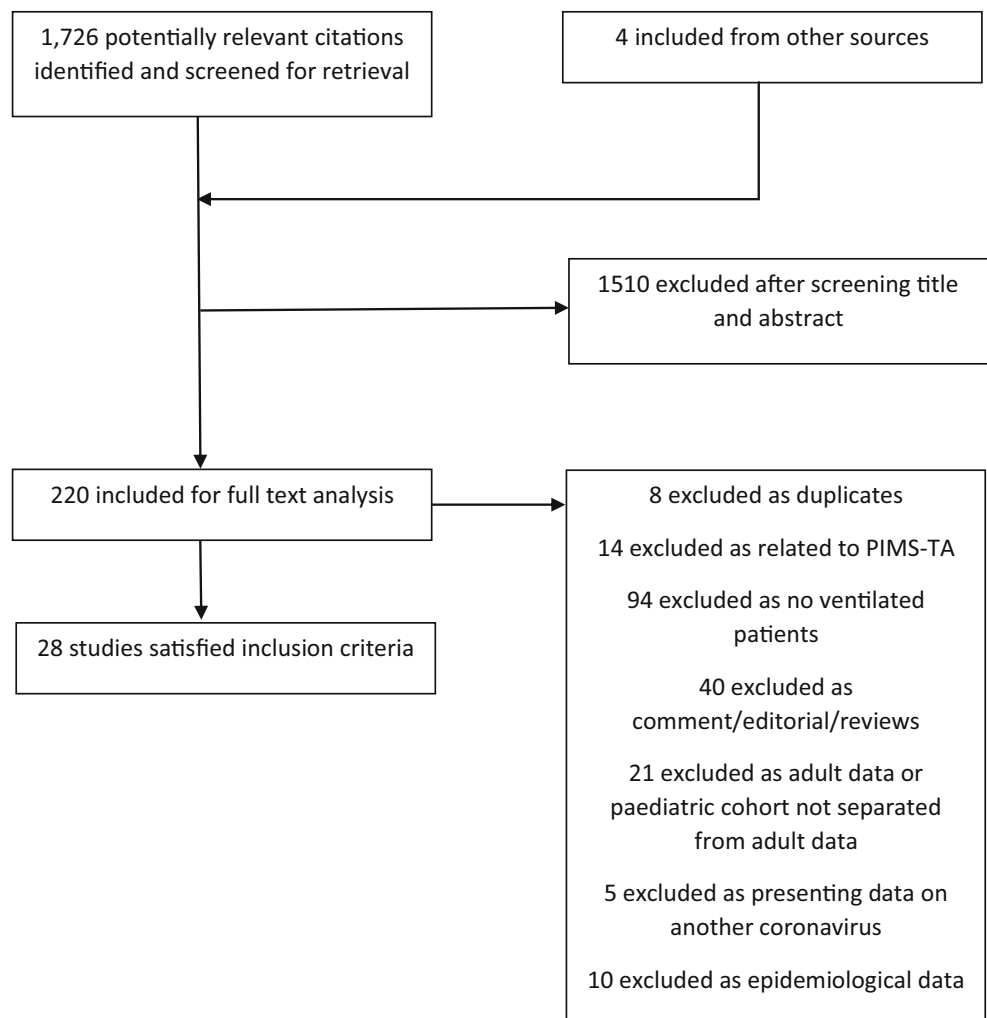 1,726 potentially relevant citations
identified and screened for retrieval
4 included from other sources
1510 excluded after screening title
and abstract
220 included for full text analysis
28 studies satisfied inclusion criteria
8 excluded as duplicates
14 excluded as related to PIMS-TA
94 excluded as no ventilated
patients
40 excluded as
comment/editorial/reviews
21 excluded as adult data or
paediatric cohort not separated
from adult data
5 excluded as presenting data on
another coronavirus
10 excluded as epidemiological data